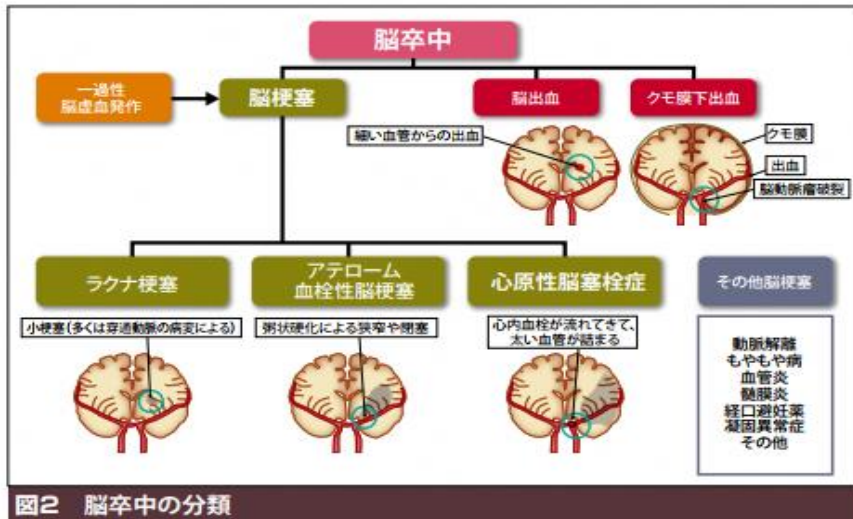 脳卒中
一過性
脳虚血発作
脳梗塞
脳出血
クモ膜下出血
細い血管からの出血
クモ膜
出血
脳動脈瘤破裂
ラクナ梗塞
アテローム
血栓性脳梗塞
心原性脳塞栓症
その他脳梗塞
小梗塞(多くは穿通動脈の病変による)
粥状硬化による狭窄や閉塞
心内血栓が流れてきて、
太い血管が詰まる
動脈解離
もやもや病
血管炎
髄膜炎
経口避妊薬
凝固異常症
その他
図2 脳卒中の分類